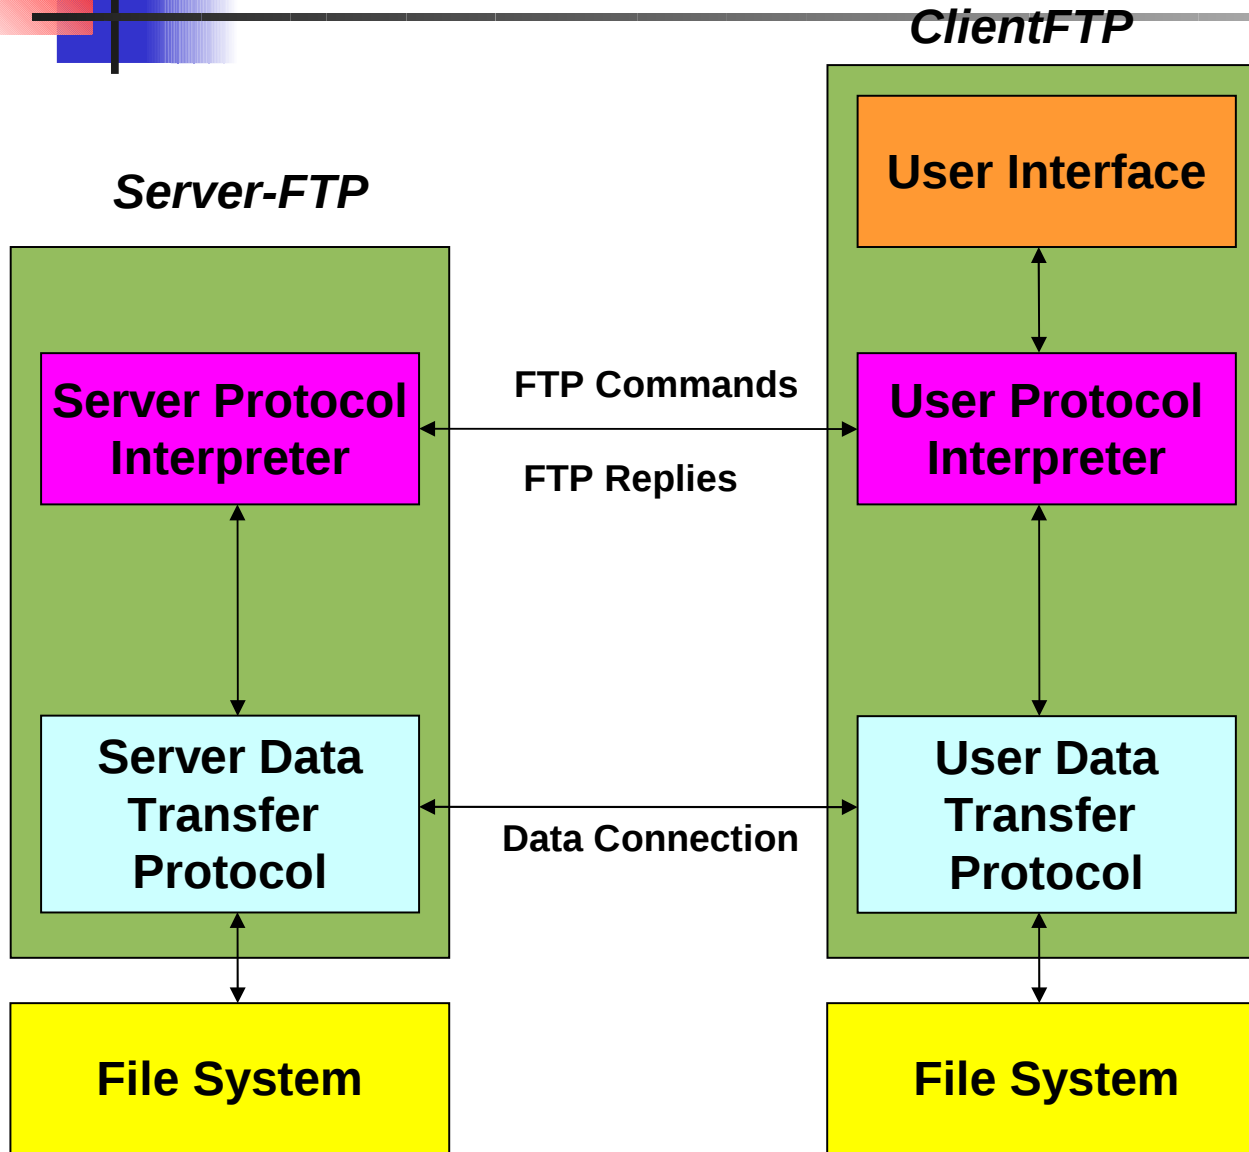 ClientFTP
User Interface
Server-FTP
Server Protocol
Interpreter
FTP Commands
FTP Replies
User Protocol
Interpreter
Server Data
Transfer
Protocol
Data Connection
User Data
Transfer
Protocol
File System
File System